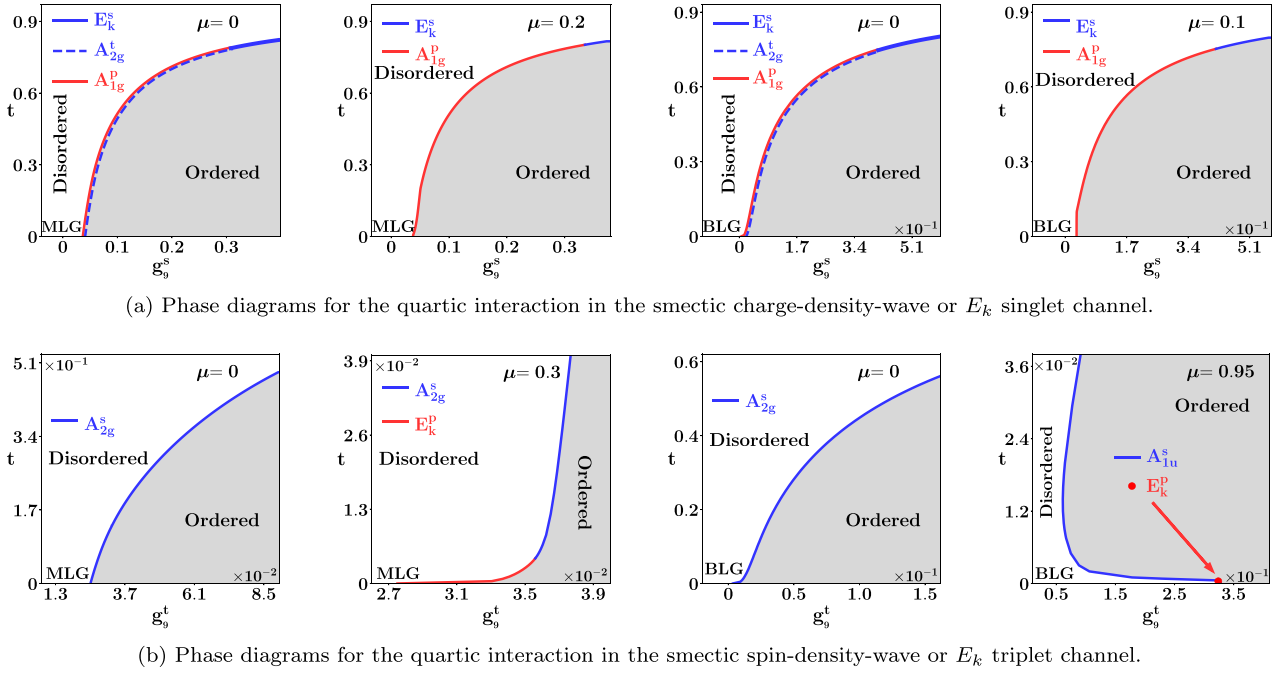 0.9
0.6
0.3
0
t
E_k^s
A_2g^t
A_1g^p
μ= 0
Disordered
Ordered
MLG
0 0.1 0.2 0.3
g_9^s
0.9
0.6
0.3
0
t
E_k^s
A_1g^p
μ= 0.2
Disordered
Ordered
MLG
0 0.1 0.2 0.3
g_9^s
0.9
0.6
0.3
0
t
E_k^s
A_2g^t
A_1g^p
μ= 0
Disordered
Ordered
BLG
×10⁻¹
0 1.7 3.4 5.1
g_9^s
0.9
0.6
0.3
0
t
E_k^s
A_1g^p
μ= 0.1
Disordered
Ordered
BLG
×10⁻¹
0 1.7 3.4 5.1
g_9^s
(a) Phase diagrams for the quartic interaction in the smectic charge-density-wave or E_k singlet channel.
5.1
3.4
1.7
0
t
×10⁻¹
μ= 0
A_2g^s
Disordered
Ordered
MLG
×10⁻²
1.3 3.7 6.1 8.5
g_9^t
3.9
2.6
1.3
0
t
×10⁻²
μ= 0.3
A_2g^s
E_k^p
Disordered
Ordered
MLG
×10⁻²
2.7 3.1 3.5 3.9
g_9^t
0.6
0.4
0.2
0
t
μ= 0
A_2g^s
Disordered
Ordered
BLG
×10⁻¹
0 0.5 1.0 1.5
g_9^t
3.6
2.4
1.2
0
t
×10⁻²
μ= 0.95
Ordered
Disordered
A_1u^s
E_k^p
BLG
×10⁻¹
0.5 1.5 2.5 3.5
g_9^t
(b) Phase diagrams for the quartic interaction in the smectic spin-density-wave or E_k triplet channel.